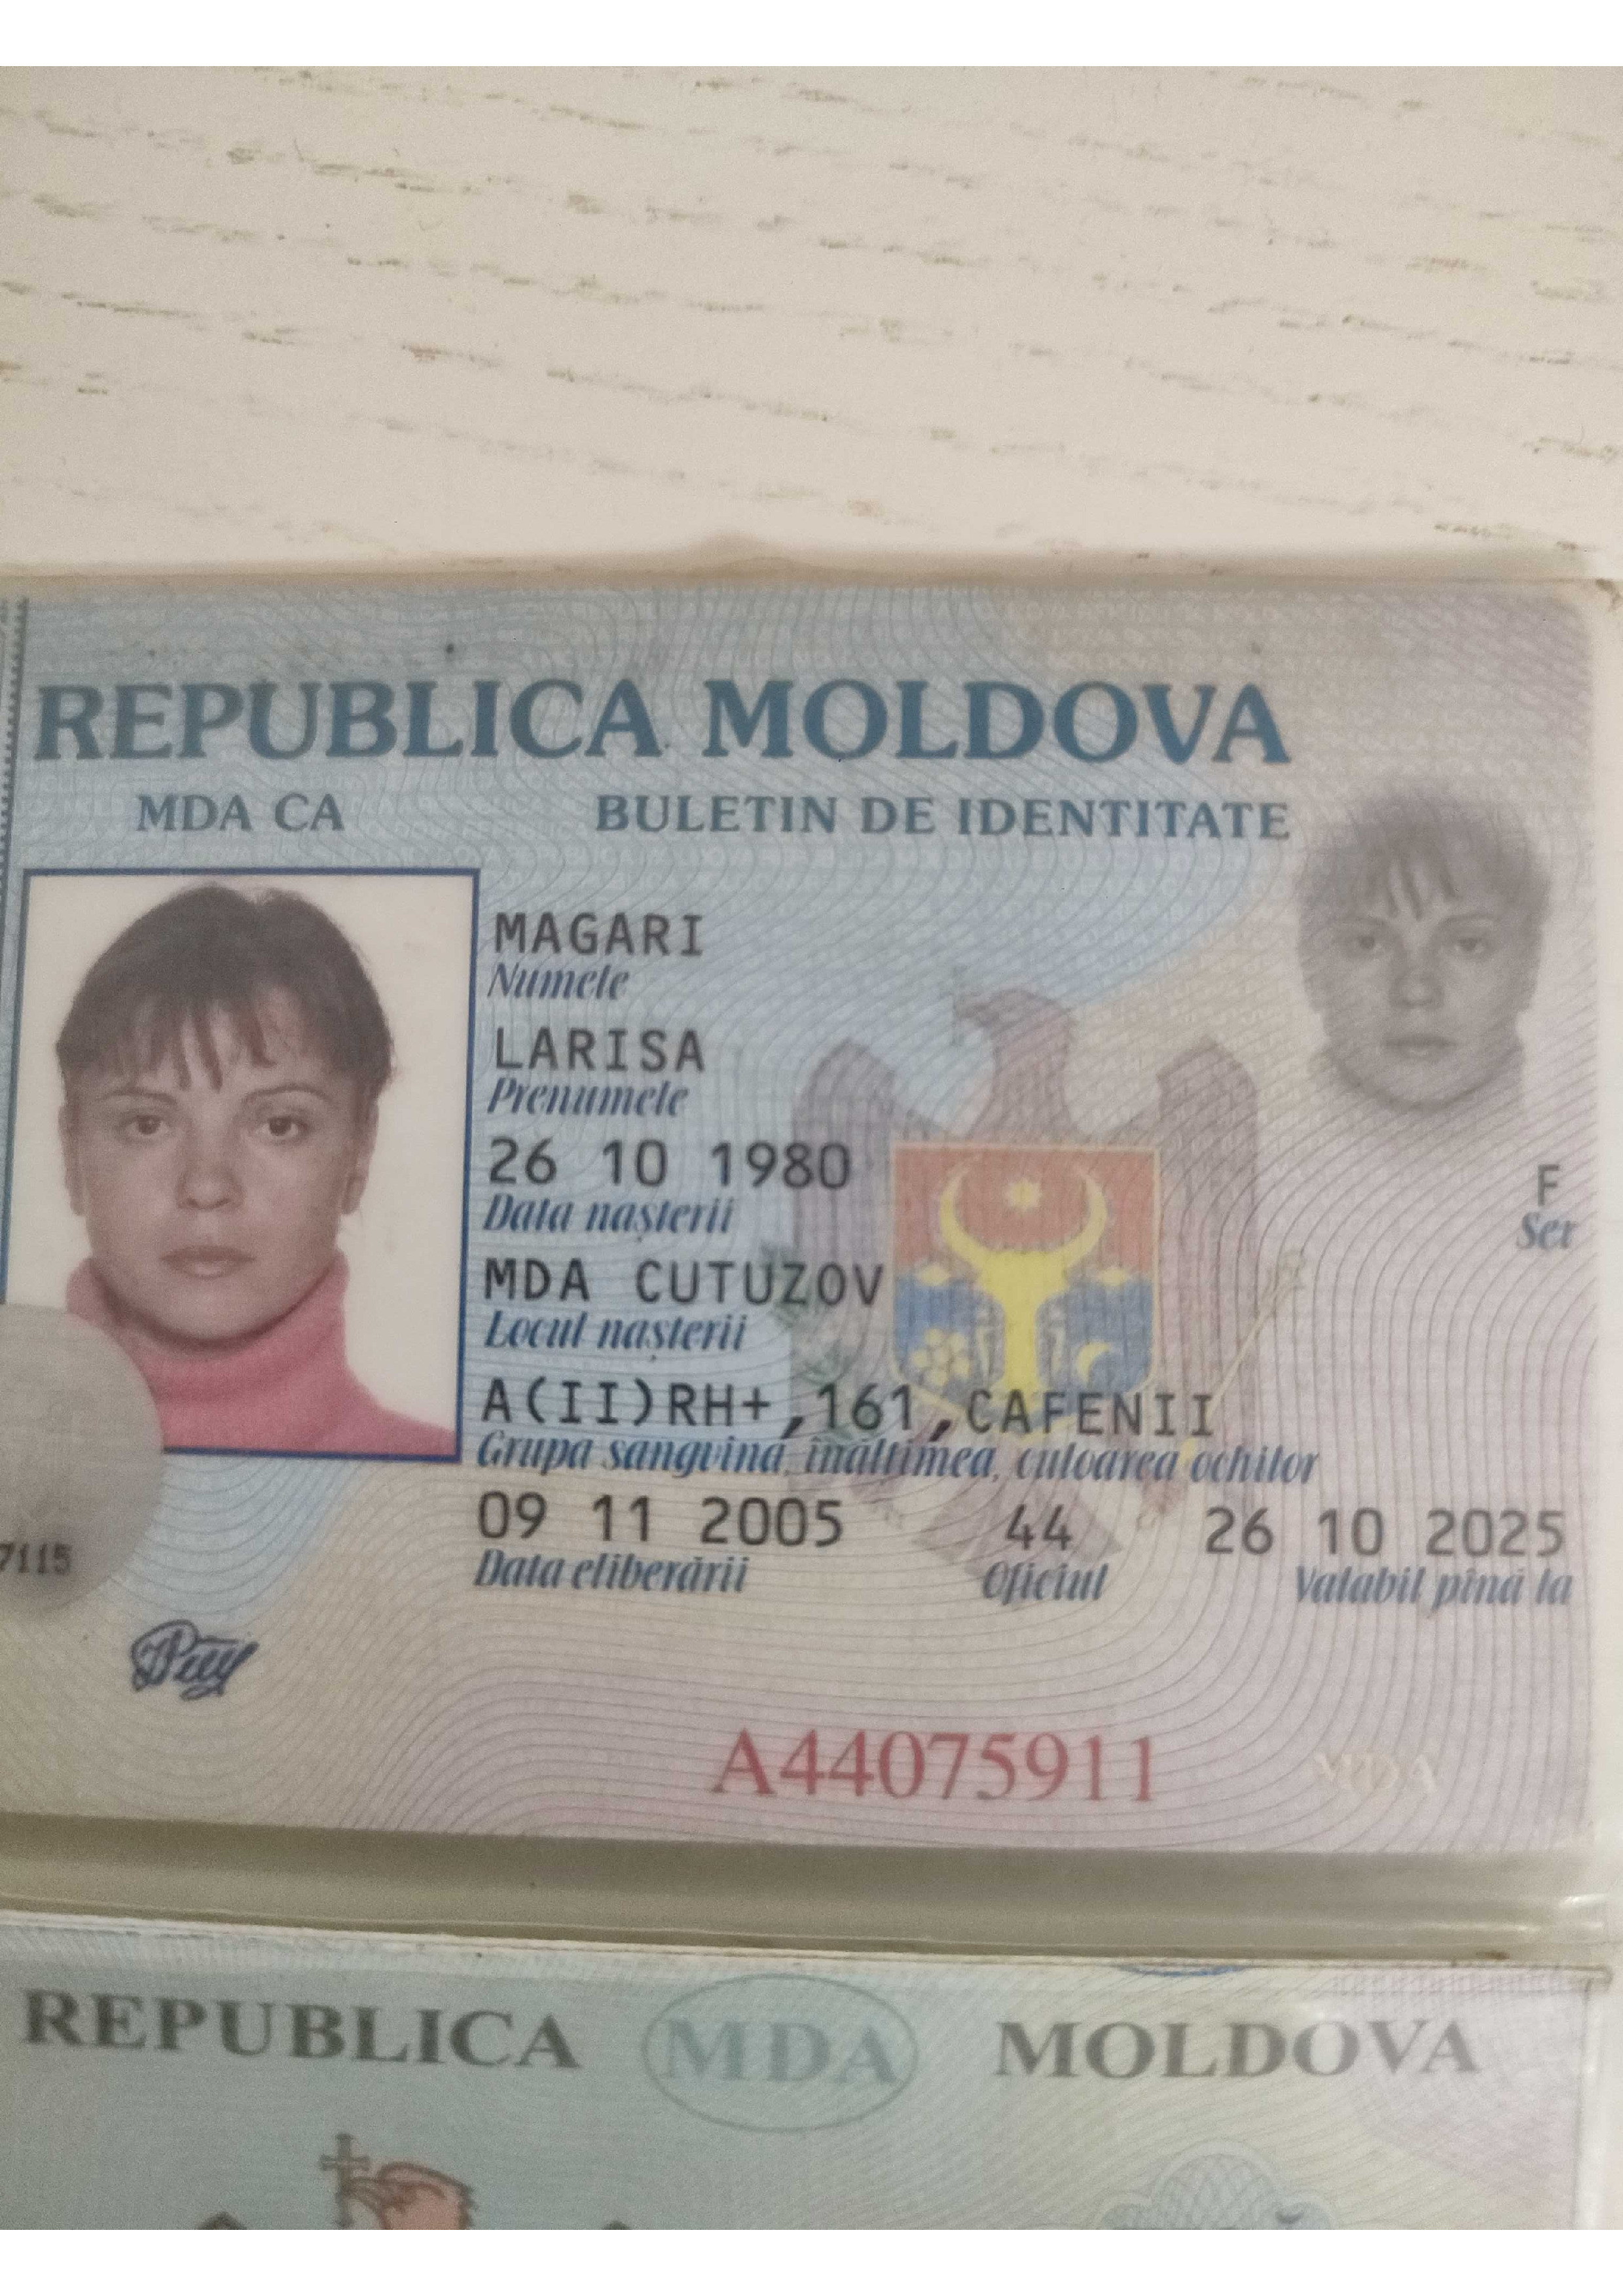 REPUBLICA MOLDOVA
MDA CA BULETIN DE IDENTITATE
MAGARI
Numele
LARISA
Prenumele
26 10 1980
Data nașterii
F
Sex
MDA CUTUZOV
Locul nașterii
A(II)RH+,161,CAFENII
Grupa sangvină, înălțimea, culoarea ochilor
09 11 2005 44 26 10 2025
Data eliberării Oficiul Valabil pînă la
7115
A44075911 MDA
REPUBLICA MDA MOLDOVA